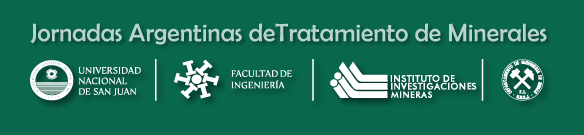 Jornadas Argentinas deTratamiento de Minerales
UNIVERSIDAD
NACIONAL
DE SAN JUAN
FACULTAD DE
INGENIERÍA
INSTITUTO DE
INVESTIGACIONES
MINERAS